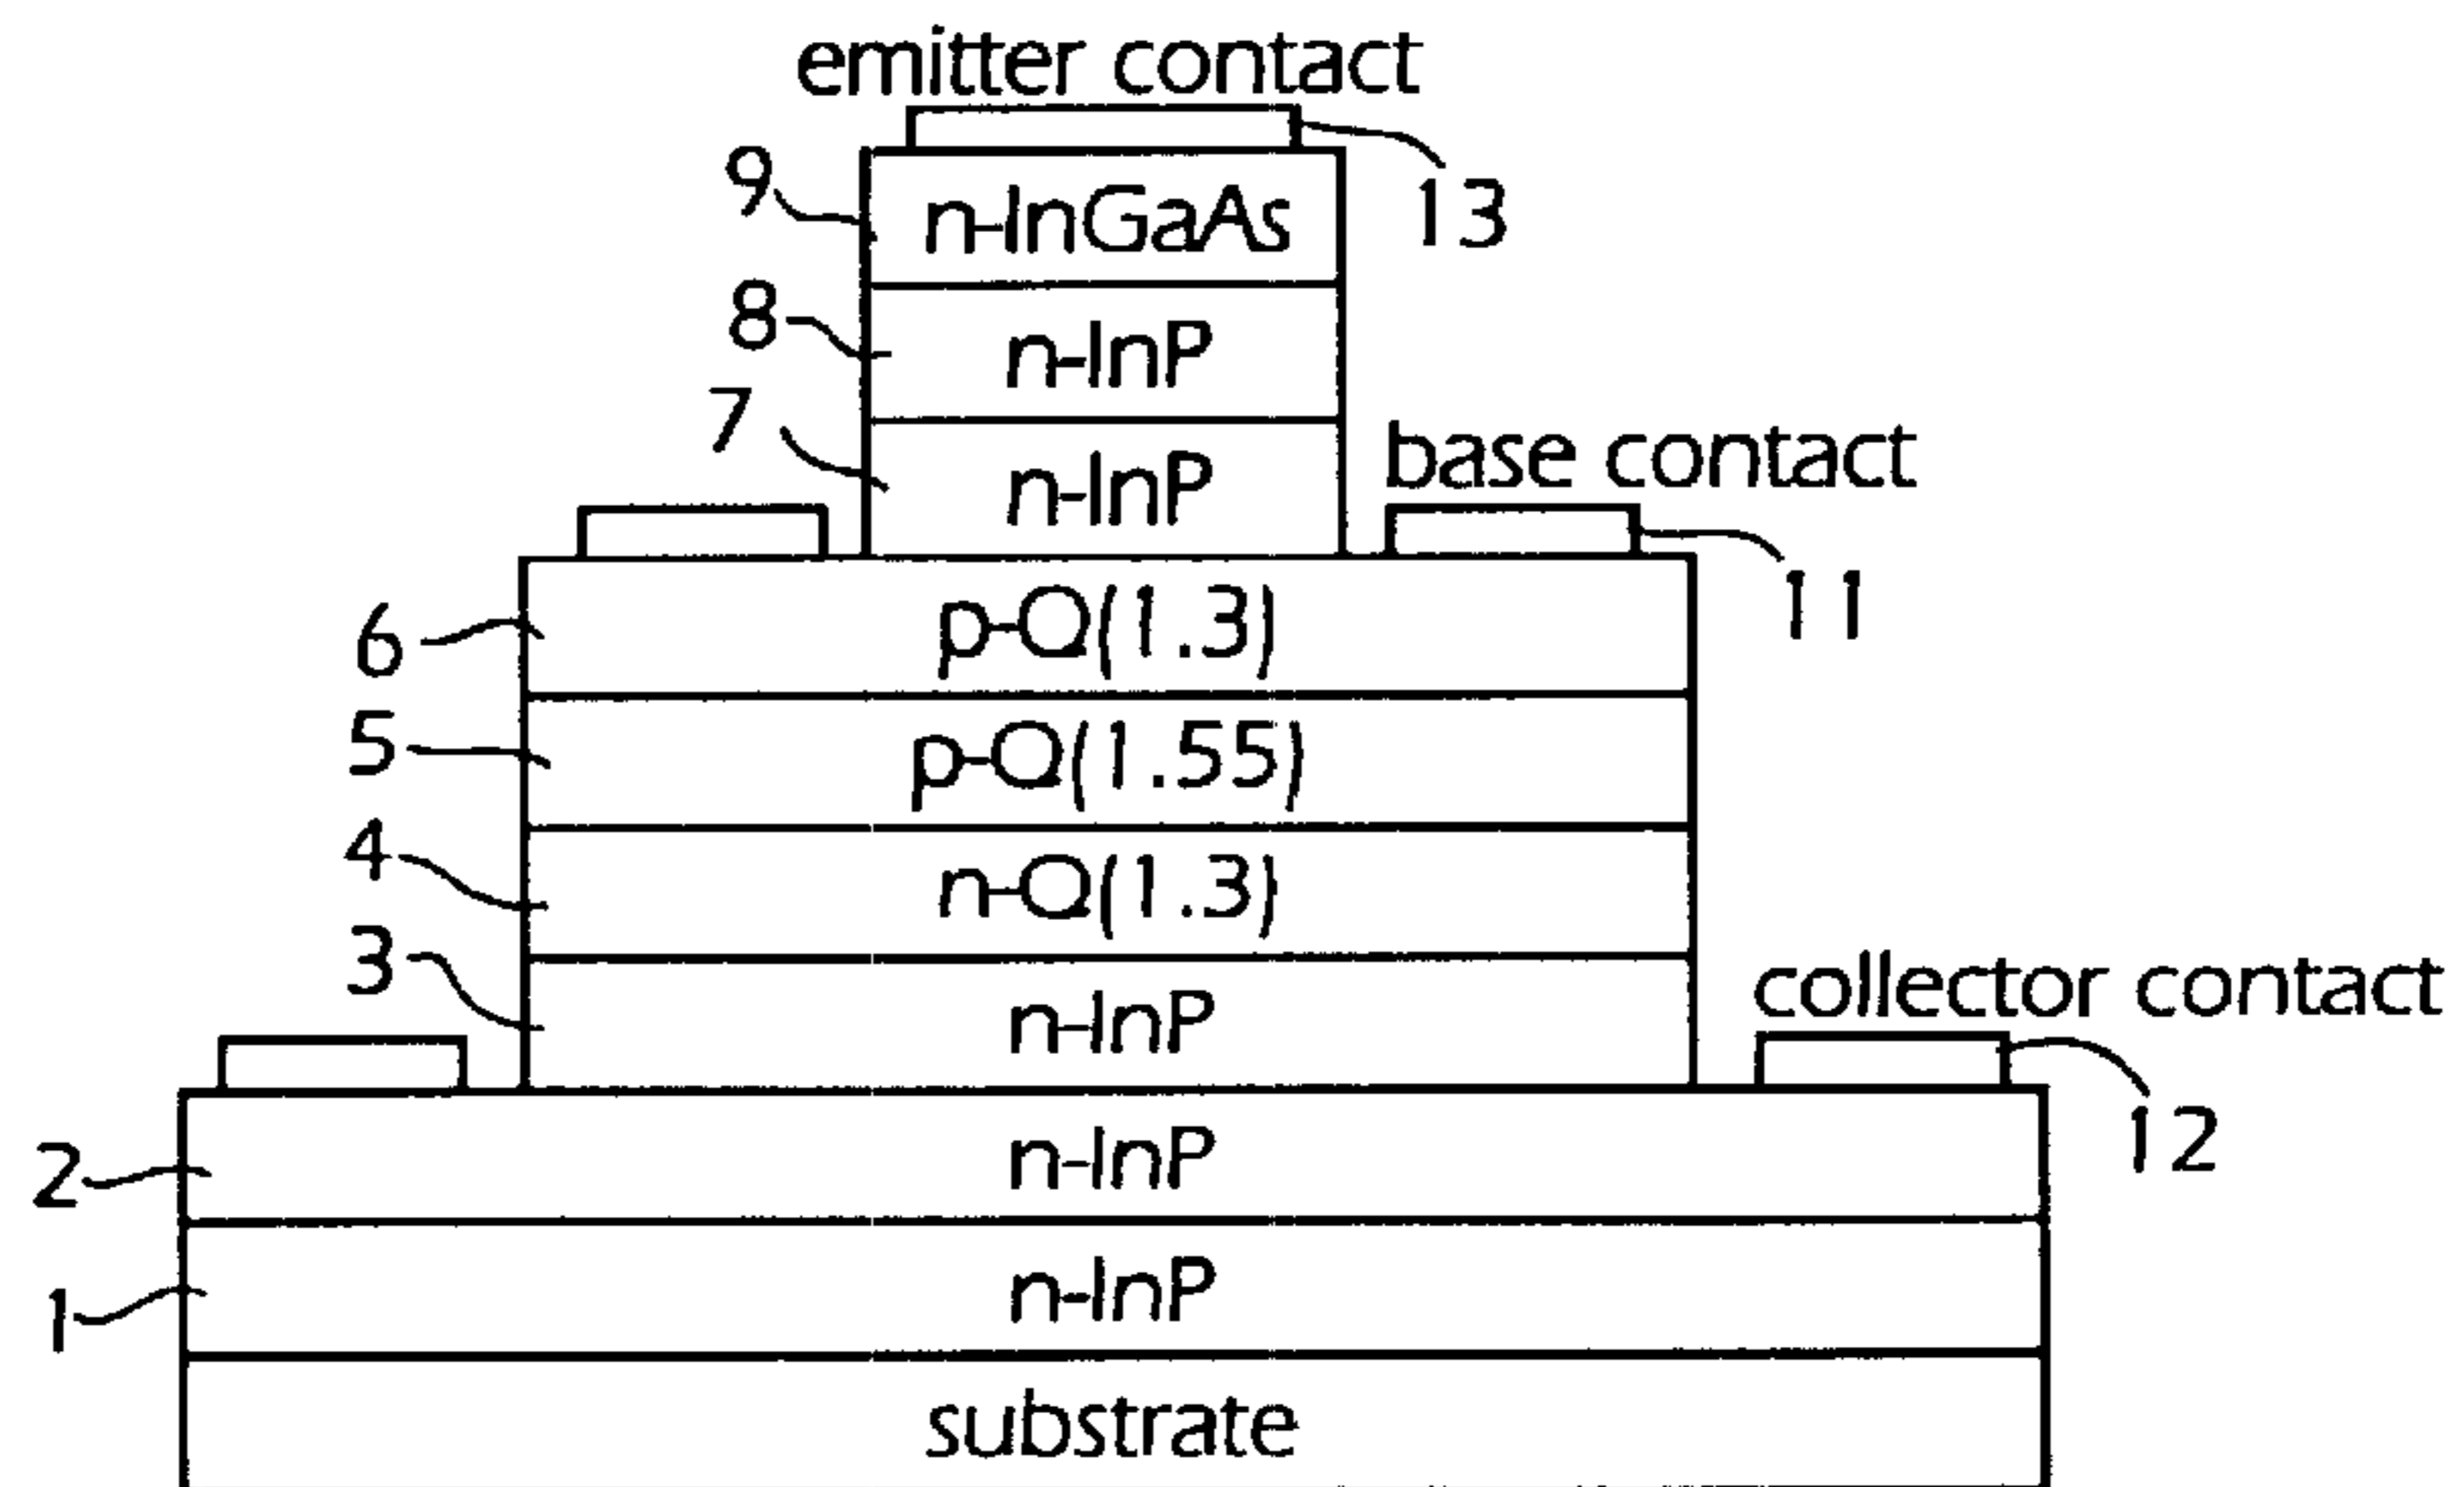 emitter contact
9
n-InGaAs
13
8
n-InP
7
n-InP
base contact
11
6
p-Q(1.3)
5
p-Q(1.55)
4
n-Q(1.3)
3
n-InP
collector contact
12
2
n-InP
1
n-InP
substrate